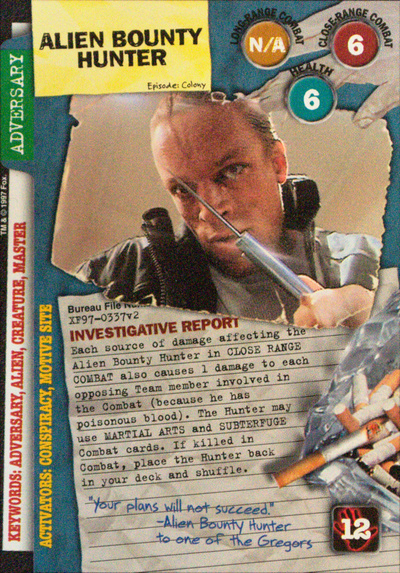 ALIEN BOUNTY
HUNTER
Episode: Colony
LONG-RANGE COMBAT
N/A
CLOSE-RANGE COMBAT
6
HEALTH
6
ADVERSARY
TM & © 1997 Fox.
KEYWORDS: ADVERSARY, ALIEN, CREATURE, MASTER
ACTIVATORS: CONSPIRACY, MOTIVE SITE
Bureau File
XF97-0337v2
INVESTIGATIVE REPORT
Each source of damage affecting the
Alien Bounty Hunter in CLOSE RANGE
COMBAT also causes 1 damage to each
opposing Team member involved in
the Combat (because he has
poisonous blood). The Hunter may
use MARTIAL ARTS and SUBTERFUGE
Combat cards. If killed in
Combat, place the Hunter back
in your deck and shuffle.
"Your plans will not succeed."
-Alien Bounty Hunter
to one of the Gregors
12